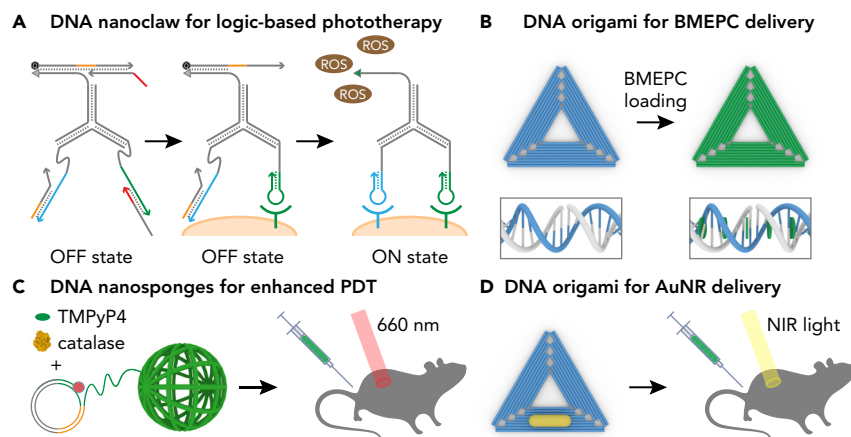 A DNA nanoclaw for logic-based phototherapy
ROS
ROS
ROS
OFF state
OFF state
ON state
B DNA origami for BMEPC delivery
BMEPC
loading
C DNA nanosponges for enhanced PDT
TMPyP4
catalase
+
660 nm
D DNA origami for AuNR delivery
NIR light